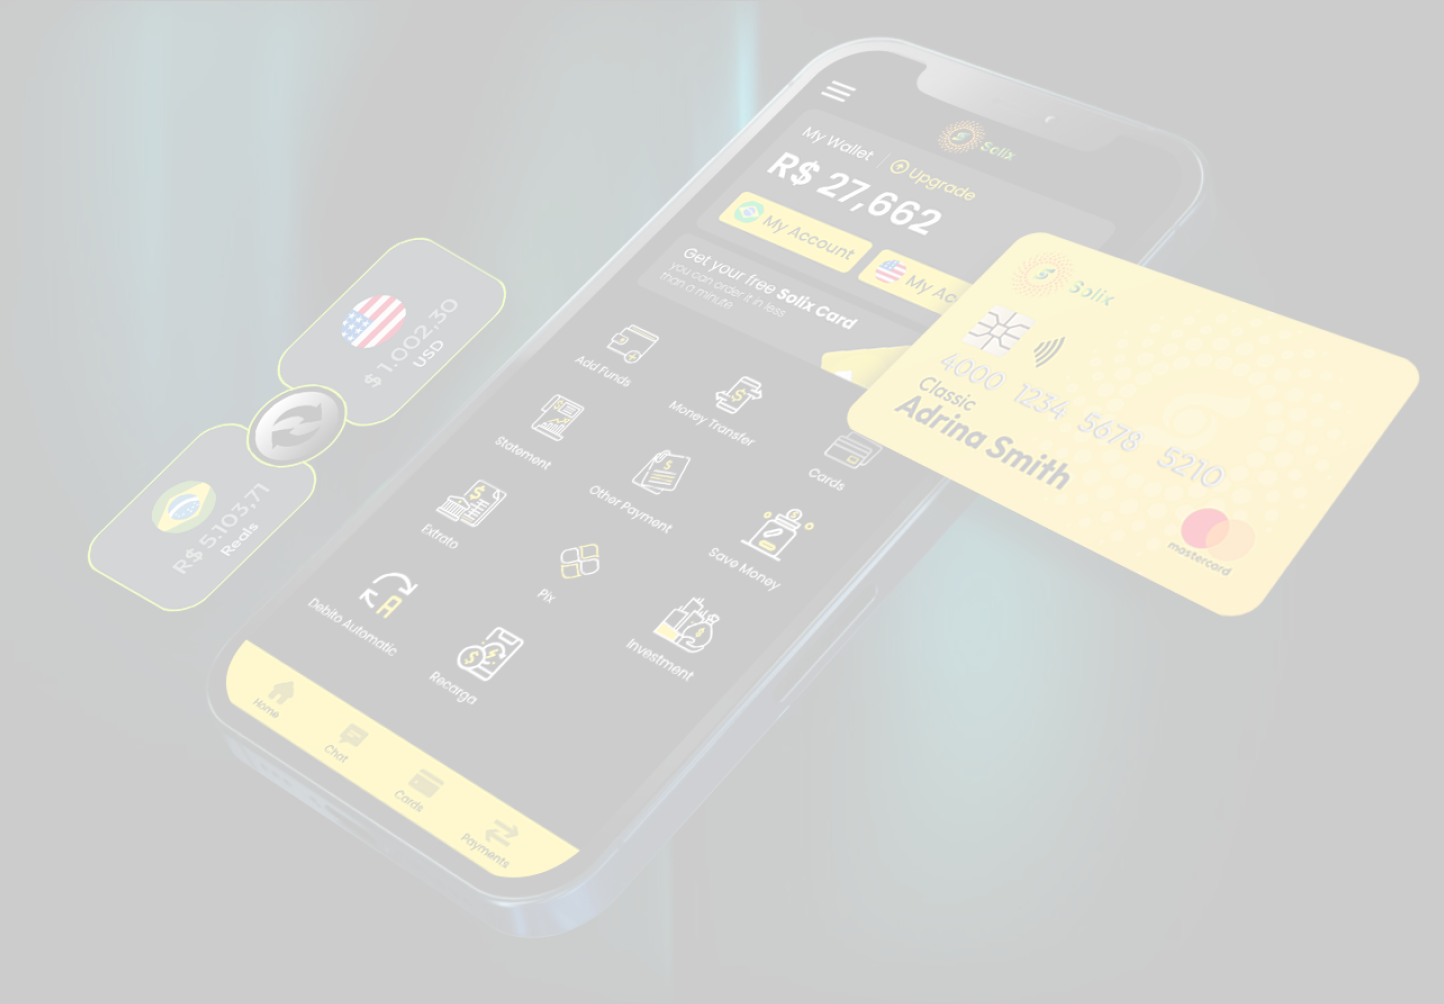 Solix
My Wallet
Upgrade
R$ 27,662
My Account
My Ac
Get your free Solix Card
you can order it in less
than a minute
Add Funds
Money Transfer
Cards
Statement
Other Payment
Save Money
Extrato
Pix
Investment
Debito Automatic
Recarga
Home
Chat
Cards
Payments
$ 1.002,30
USD
R$ 5.103,71
Reals
Solix
4000 1234 5678 5210
Classic
Adrina Smith
mastercard